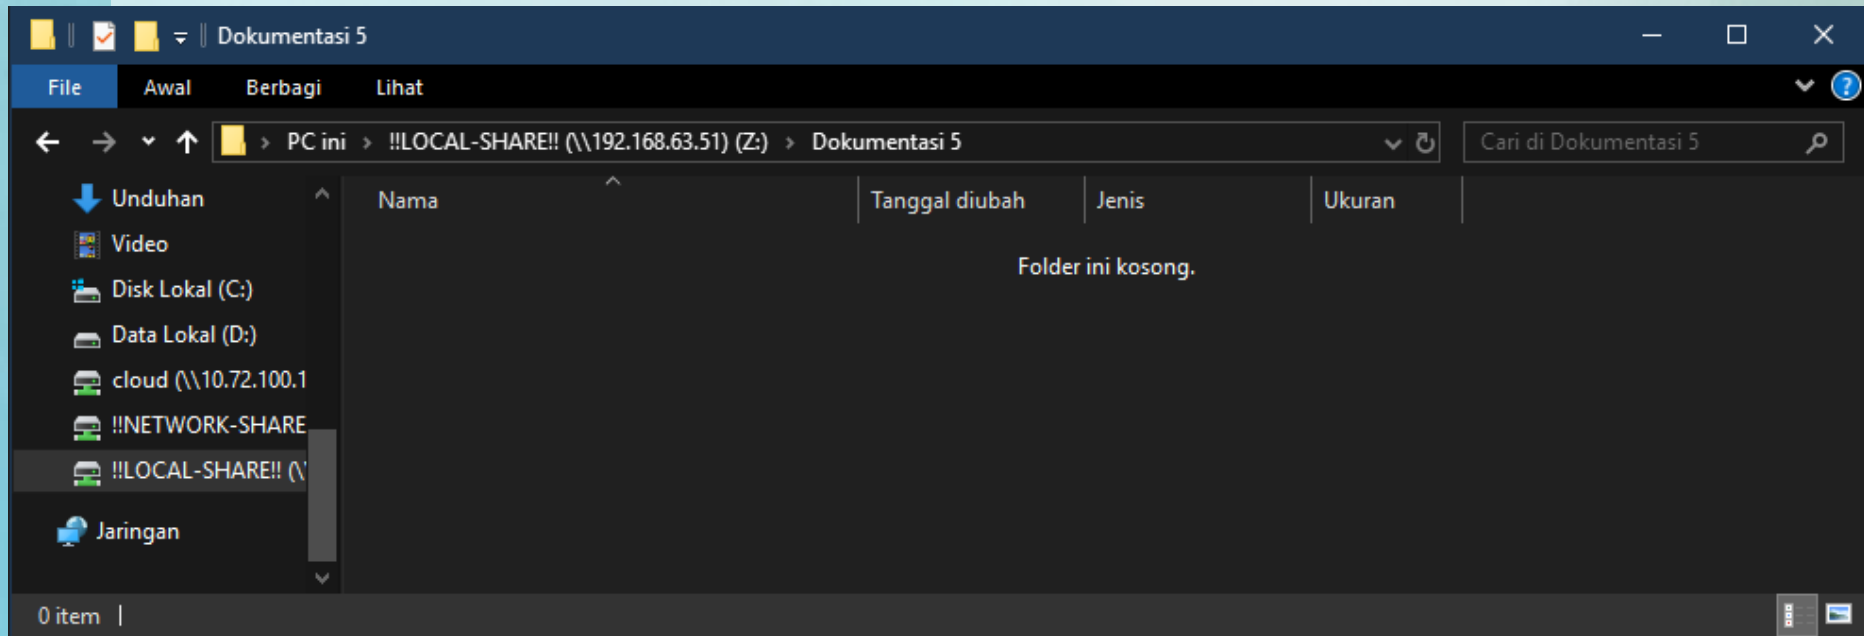 Dokumentasi 5
File Awal Berbagi Lihat
PC ini > !!LOCAL-SHARE!! (\\192.168.63.51) (Z:) > Dokumentasi 5
Cari di Dokumentasi 5
Unduhan
Video
Disk Lokal (C:)
Data Lokal (D:)
cloud (\\10.72.100.1
!!NETWORK-SHARE
!!LOCAL-SHARE!! (\
Jaringan
Nama Tanggal diubah Jenis Ukuran
Folder ini kosong.
0 item